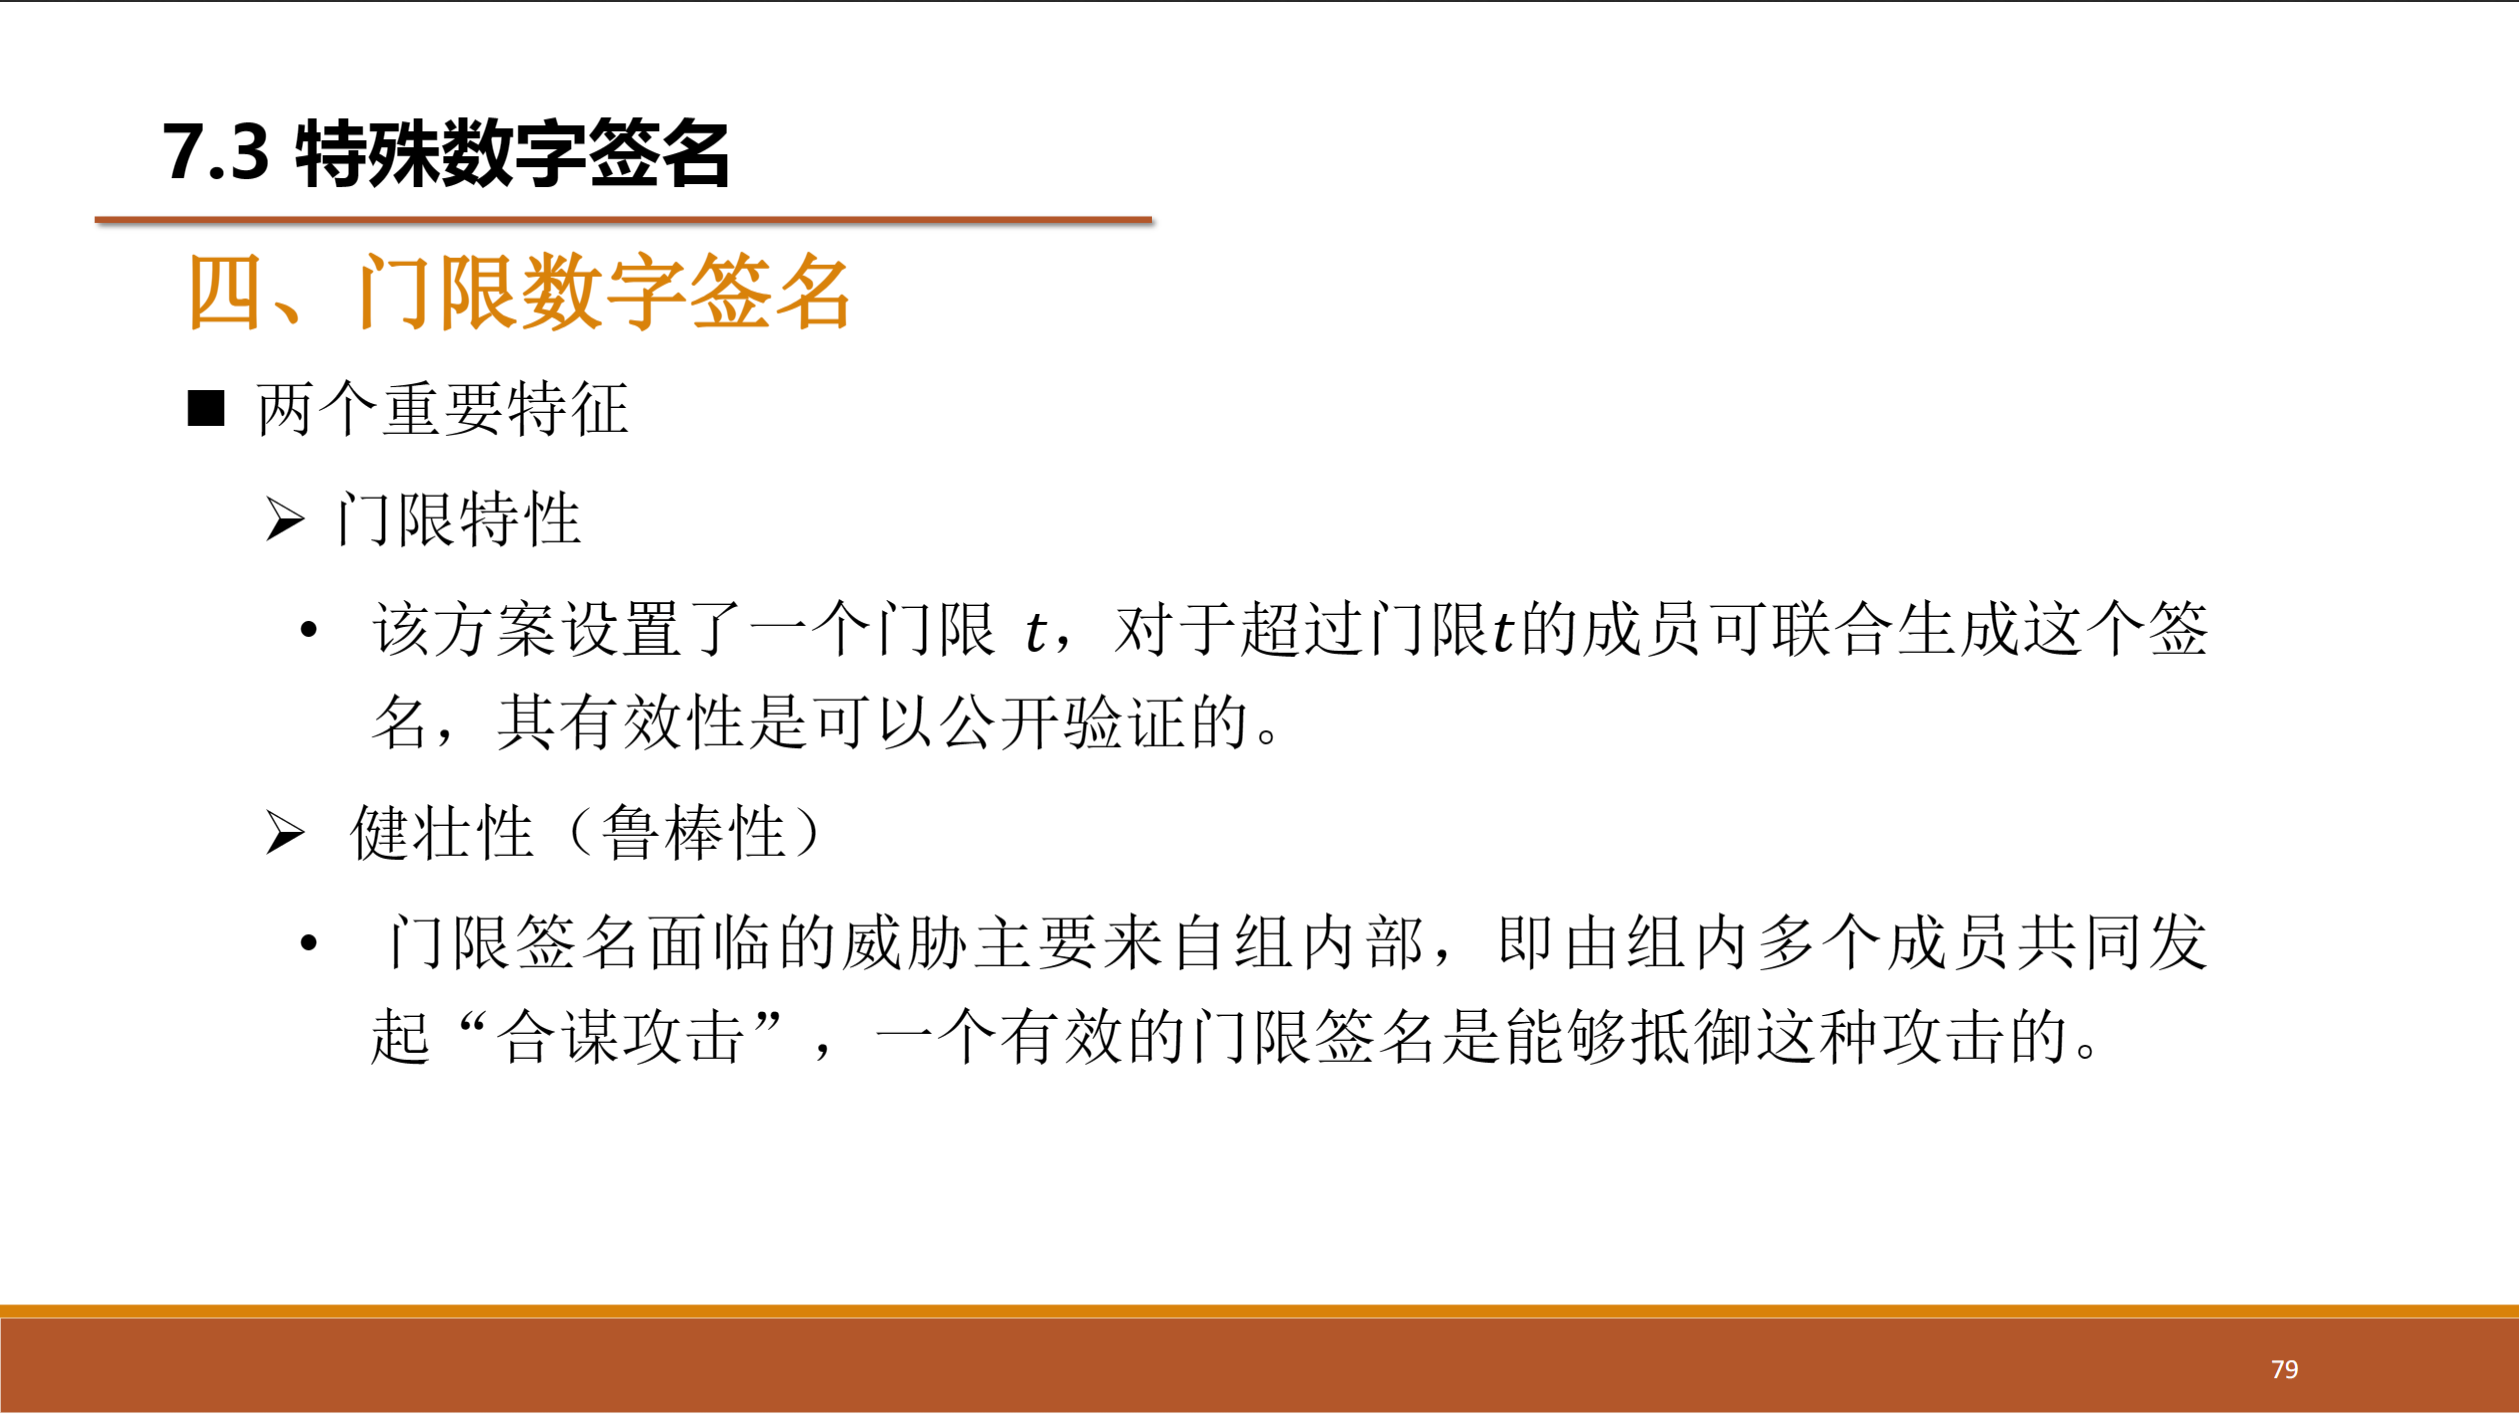 7.3 特殊数字签名
四、门限数字签名
■ 两个重要特征
➢ 门限特性
• 该方案设置了一个门限 t，对于超过门限t的成员可联合生成这个签
名，其有效性是可以公开验证的。
➢ 健壮性（鲁棒性）
• 门限签名面临的威胁主要来自组内部，即由组内多个成员共同发
起“合谋攻击”，一个有效的门限签名是能够抵御这种攻击的。
79